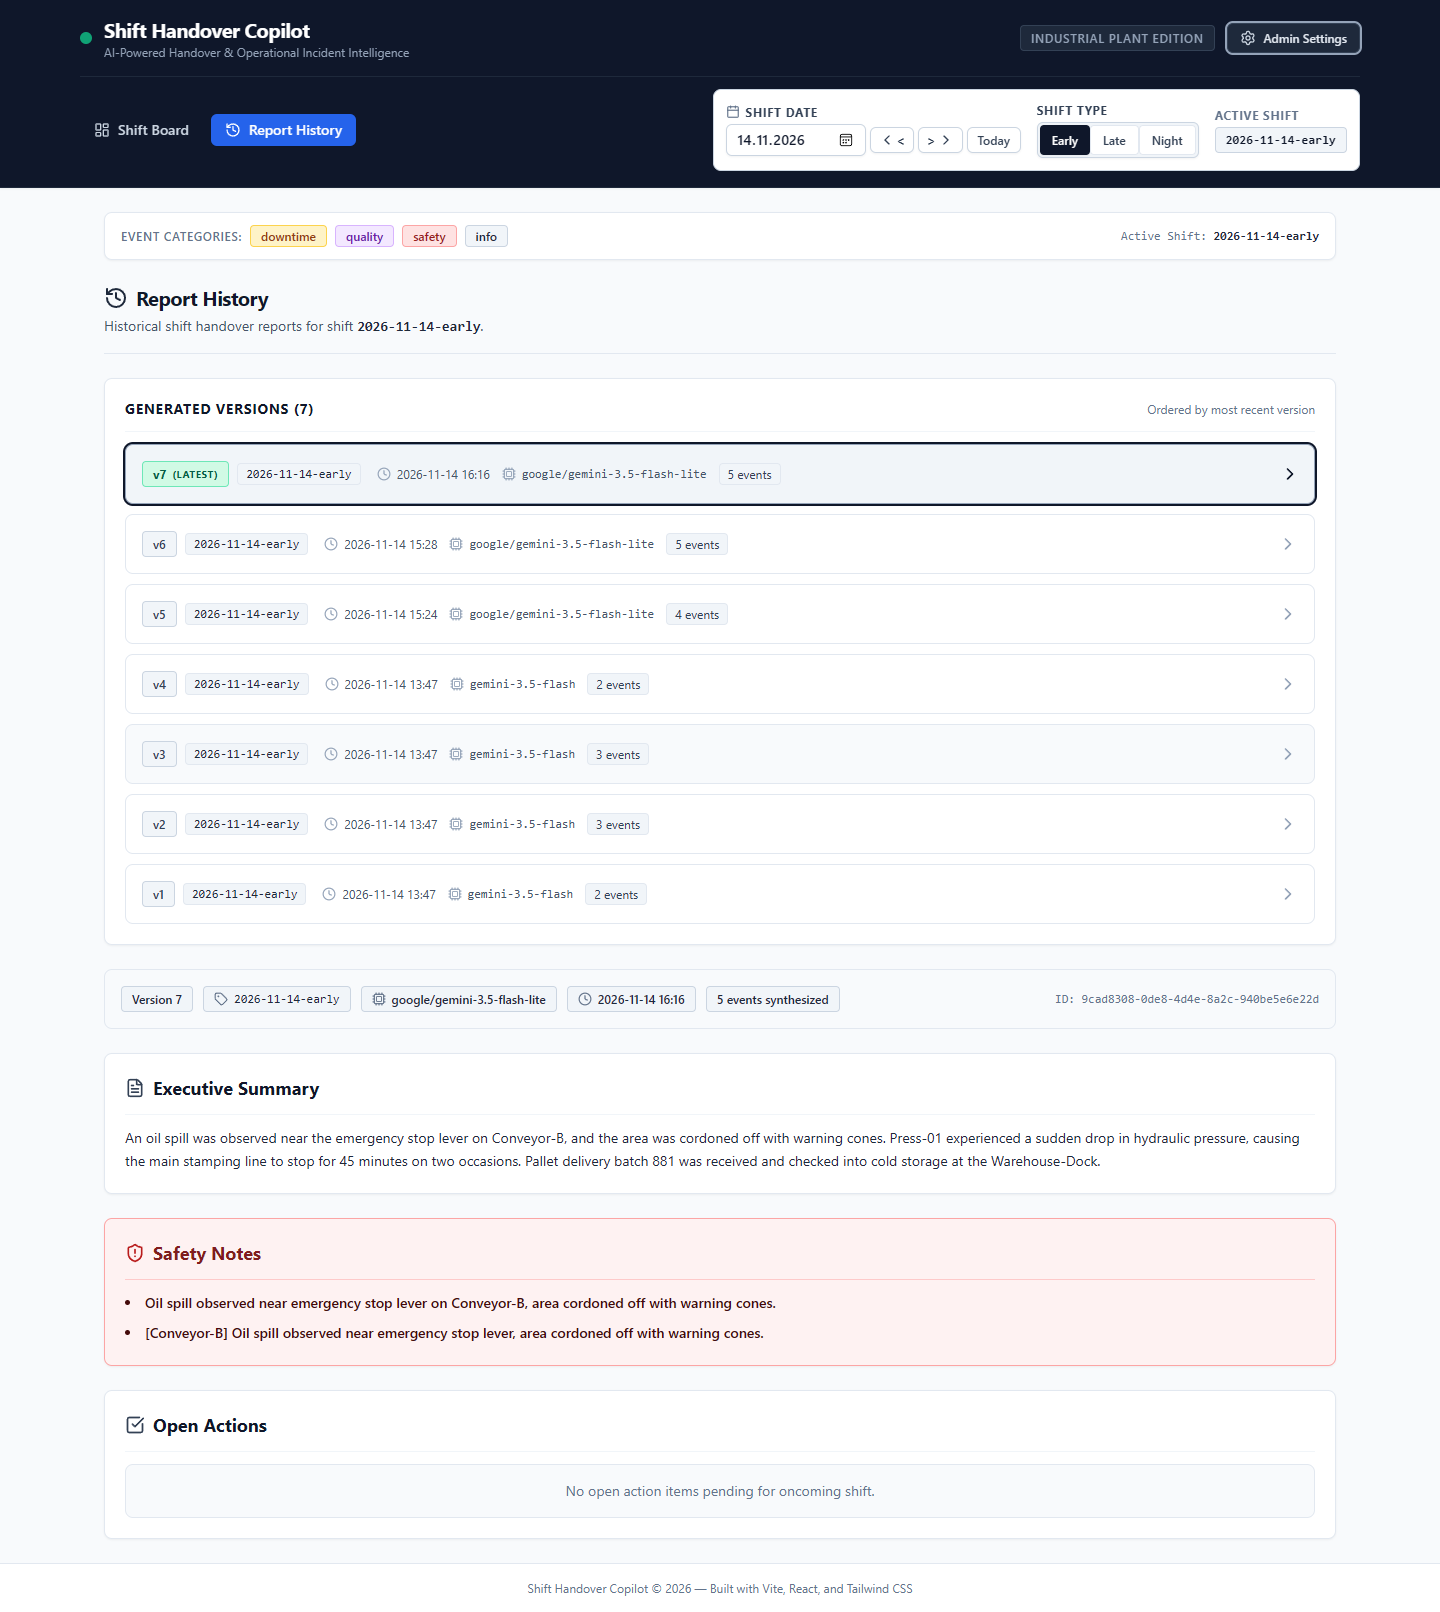 Shift Handover Copilot
AI-Powered Handover & Operational Incident Intelligence
INDUSTRIAL PLANT EDITION
Admin Settings
Shift Board
Report History
SHIFT DATE
14.11.2026
<
>
Today
SHIFT TYPE
Early
Late
Night
ACTIVE SHIFT
2026-11-14-early
EVENT CATEGORIES:
downtime
quality
safety
info
Active Shift: 2026-11-14-early
Report History
Historical shift handover reports for shift 2026-11-14-early.
GENERATED VERSIONS (7)
Ordered by most recent version
v7 (LATEST) 2026-11-14-early 2026-11-14 16:16 google/gemini-3.5-flash-lite 5 events
v6 2026-11-14-early 2026-11-14 15:28 google/gemini-3.5-flash-lite 5 events
v5 2026-11-14-early 2026-11-14 15:24 google/gemini-3.5-flash-lite 4 events
v4 2026-11-14-early 2026-11-14 13:47 gemini-3.5-flash 2 events
v3 2026-11-14-early 2026-11-14 13:47 gemini-3.5-flash 3 events
v2 2026-11-14-early 2026-11-14 13:47 gemini-3.5-flash 3 events
v1 2026-11-14-early 2026-11-14 13:47 gemini-3.5-flash 2 events
Version 7 2026-11-14-early google/gemini-3.5-flash-lite 2026-11-14 16:16 5 events synthesized
ID: 9cad8308-0de8-4d4e-8a2c-940be5e6e22d
Executive Summary
An oil spill was observed near the emergency stop lever on Conveyor-B, and the area was cordoned off with warning cones. Press-01 experienced a sudden drop in hydraulic pressure, causing
the main stamping line to stop for 45 minutes on two occasions. Pallet delivery batch 881 was received and checked into cold storage at the Warehouse-Dock.
Safety Notes
• Oil spill observed near emergency stop lever on Conveyor-B, area cordoned off with warning cones.
• [Conveyor-B] Oil spill observed near emergency stop lever, area cordoned off with warning cones.
Open Actions
No open action items pending for oncoming shift.
Shift Handover Copilot © 2026 — Built with Vite, React, and Tailwind CSS